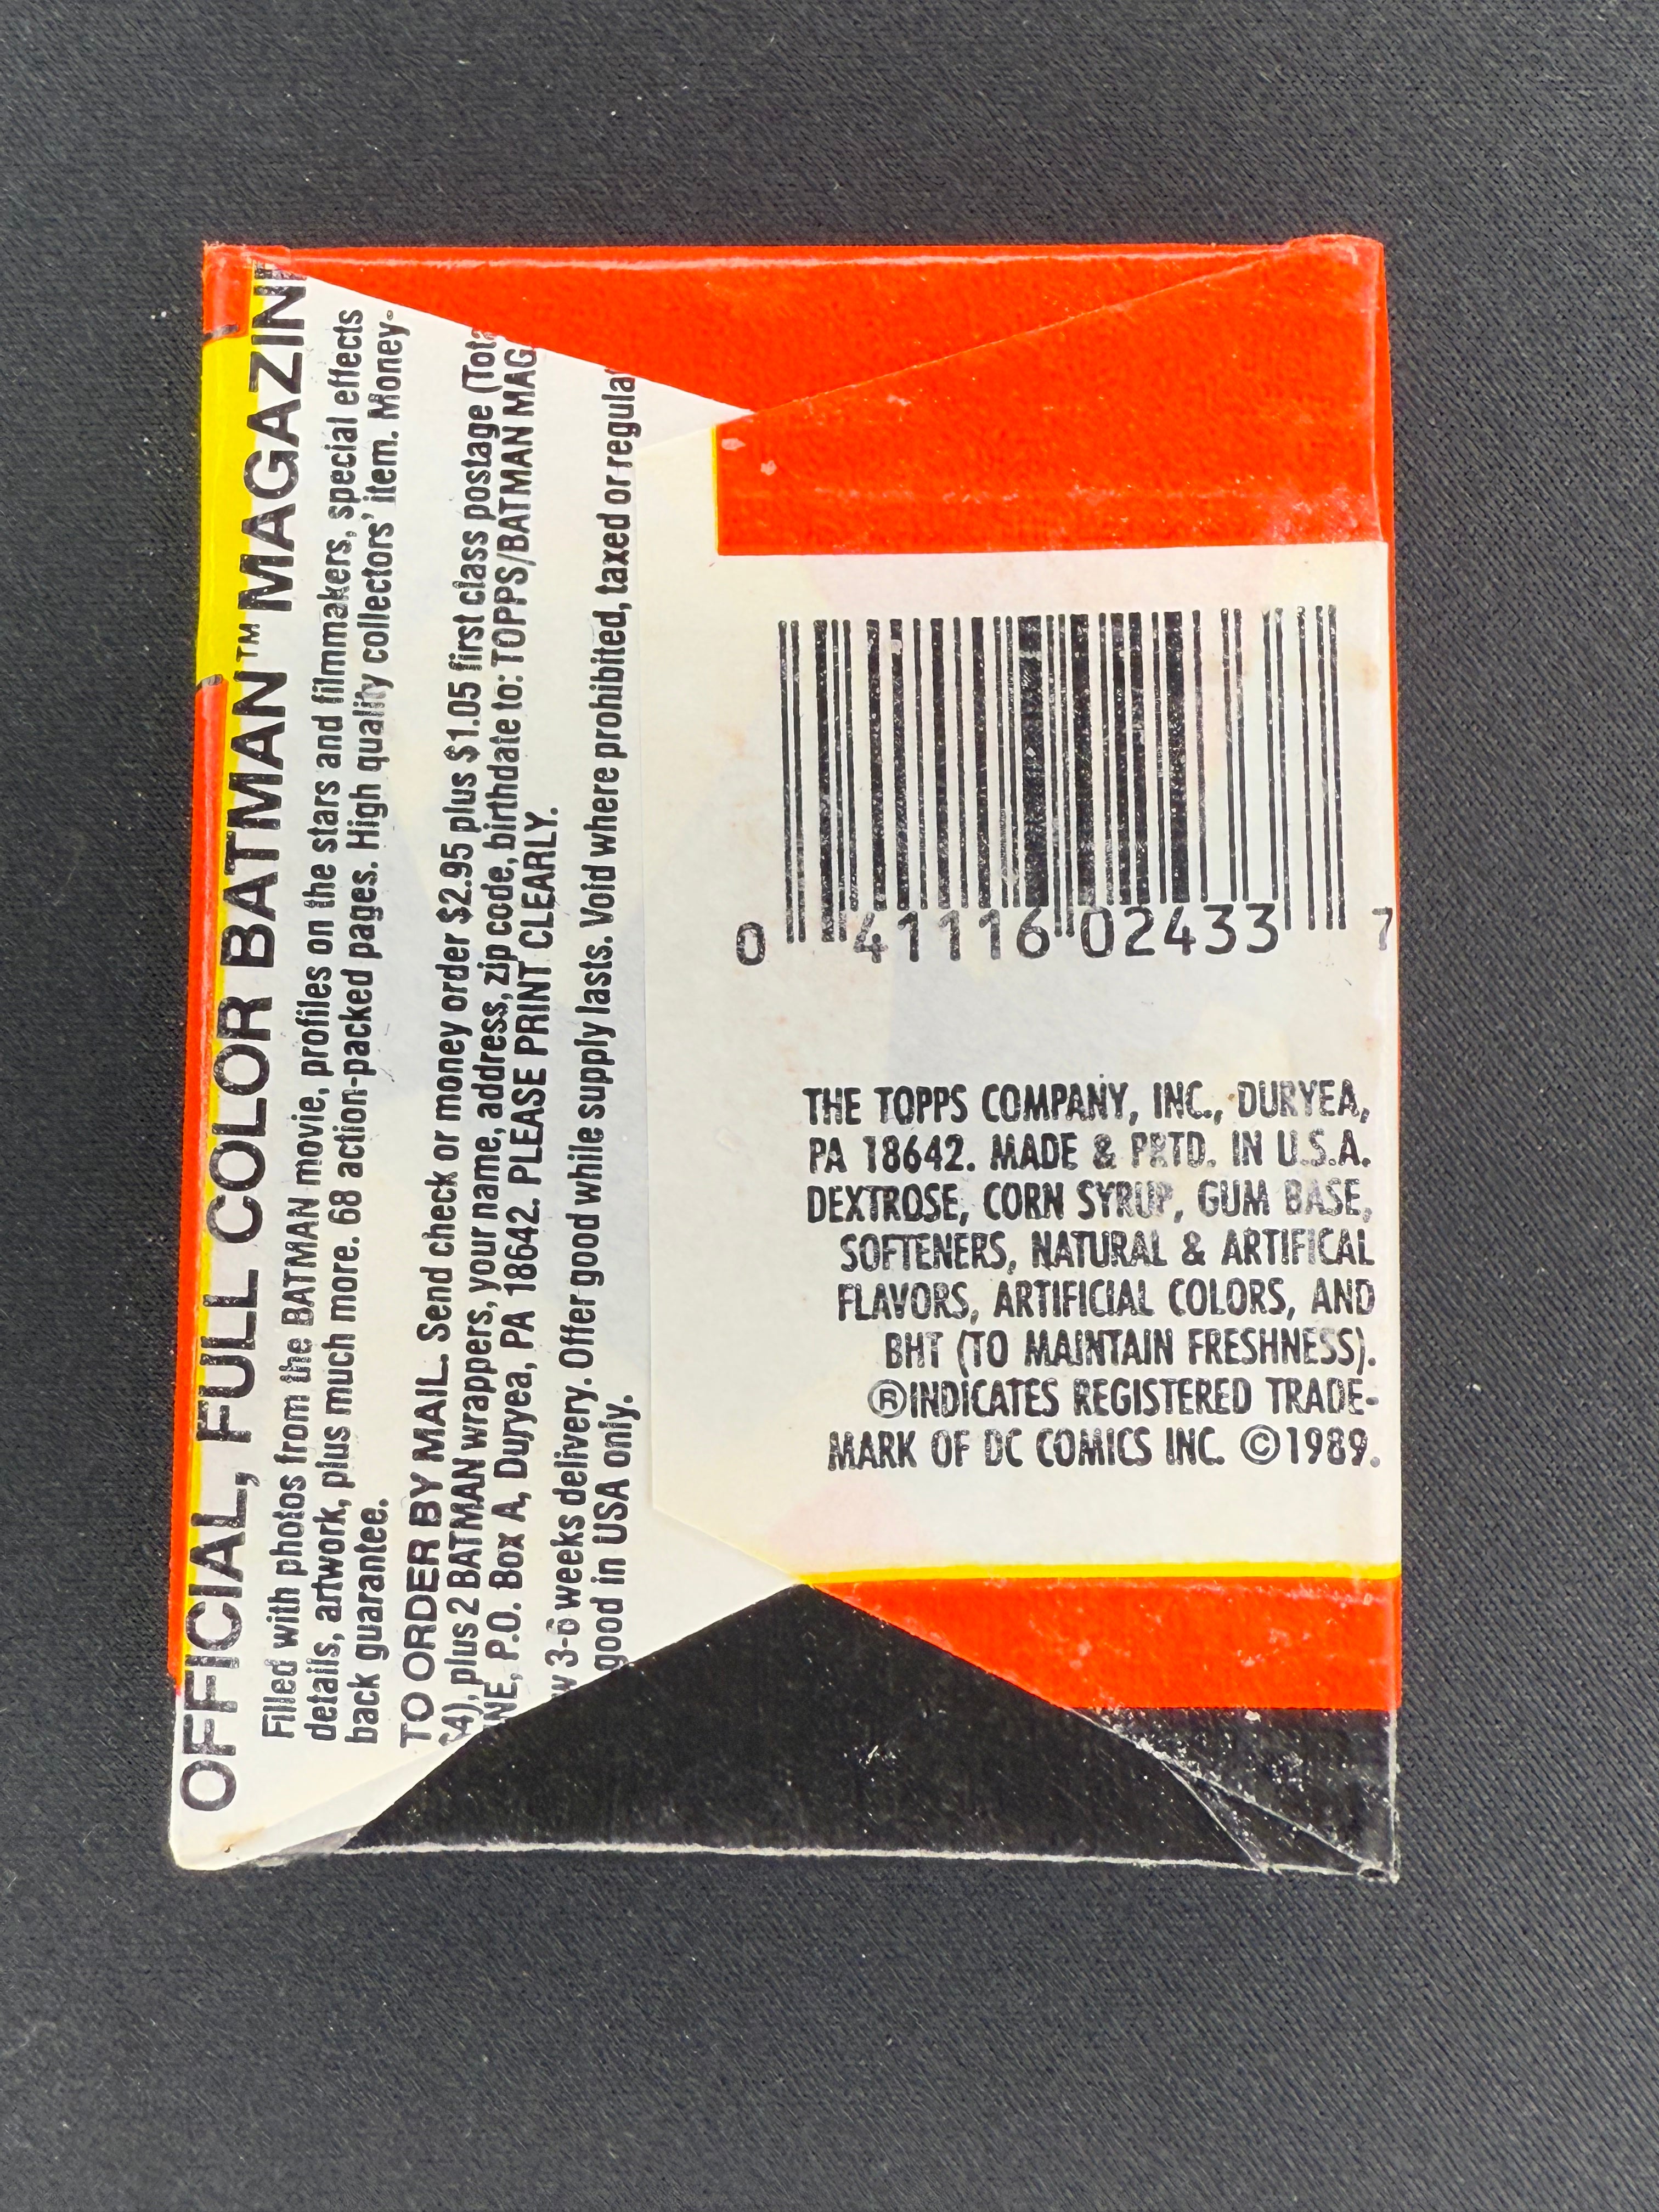 OFFICIAL, FULL COLOR BATMAN™ MAGAZIN
Filled with photos from the BATMAN movie, profiles on the stars and filmmakers, special effects
details, artwork, plus much more. 68 action-packed pages. High quality collectors' item. Money-
back guarantee.
TO ORDER BY MAIL. Send check or money order $2.95 plus $1.05 first class postage (Tota
$4), plus 2 BATMAN wrappers, your name, address, zip code, birthdate to: TOPPS/BATMAN MAG
NE, P.O. Box A, Duryea, PA 18642. PLEASE PRINT CLEARLY.
w 3-6 weeks delivery. Offer good while supply lasts. Void where prohibited, taxed or regula
good in USA only.
0 41116 02433 7
THE TOPPS COMPANY, INC., DURYEA,
PA 18642. MADE & PRTD. IN U.S.A.
DEXTROSE, CORN SYRUP, GUM BASE,
SOFTENERS, NATURAL & ARTIFICAL
FLAVORS, ARTIFICIAL COLORS, AND
BHT (TO MAINTAIN FRESHNESS).
®INDICATES REGISTERED TRADE-
MARK OF DC COMICS INC. ©1989.